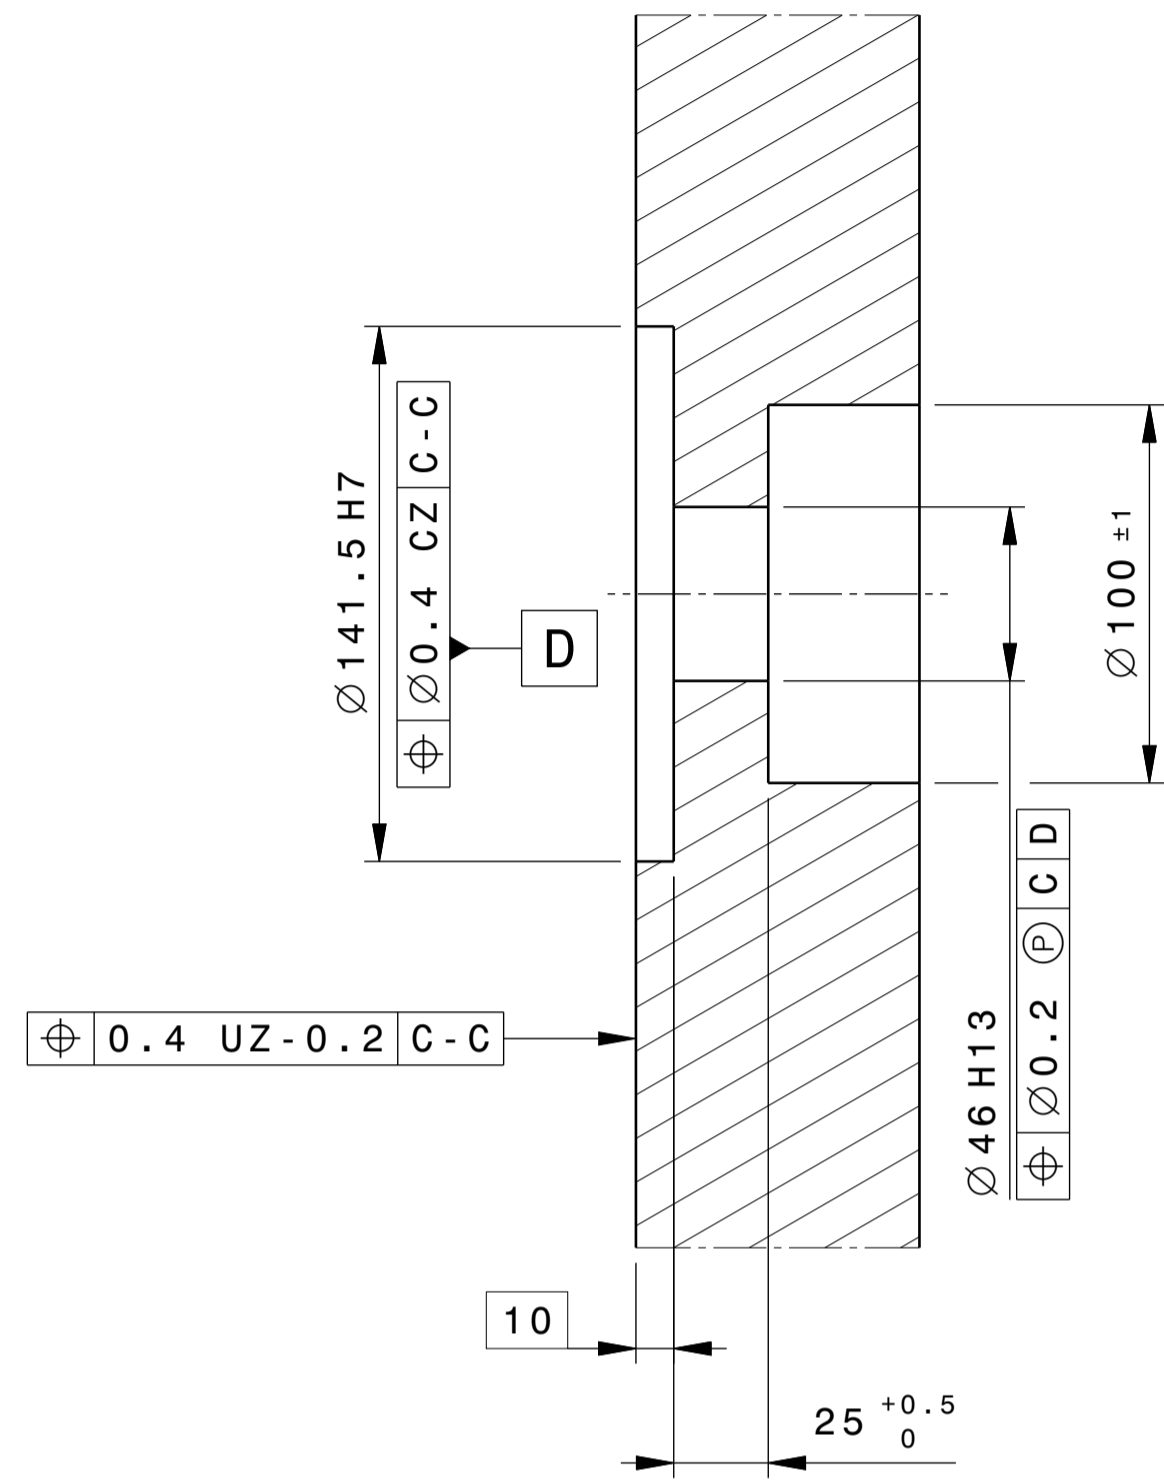 ⌀141.5 H7
⌖ ⌀0.4 CZ C-C
D
⌀100 ±1
⌀46 H13
⌖ ⌀0.2 Ⓟ C D
⌖ 0.4 UZ-0.2 C-C
10
25 +0.5 0